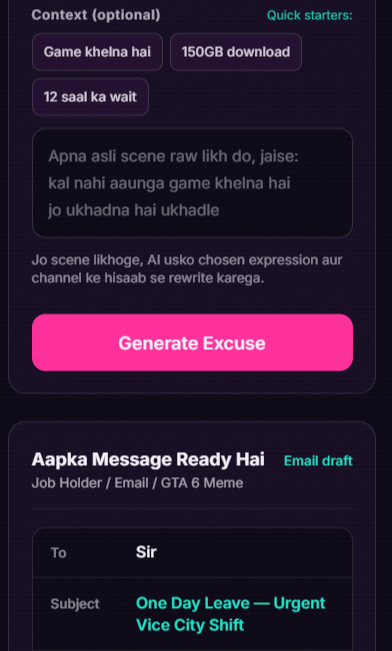 Context (optional)
Quick starters:
Game khelna hai
150GB download
12 saal ka wait
Apna asli scene raw likh do, jaise:
kal nahi aaunga game khelna hai
jo ukhadna hai ukhadle
Jo scene likhoge, AI usko chosen expression aur
channel ke hisaab se rewrite karega.
Generate Excuse
Aapka Message Ready Hai
Email draft
Job Holder / Email / GTA 6 Meme
To
Sir
Subject
One Day Leave — Urgent
Vice City Shift